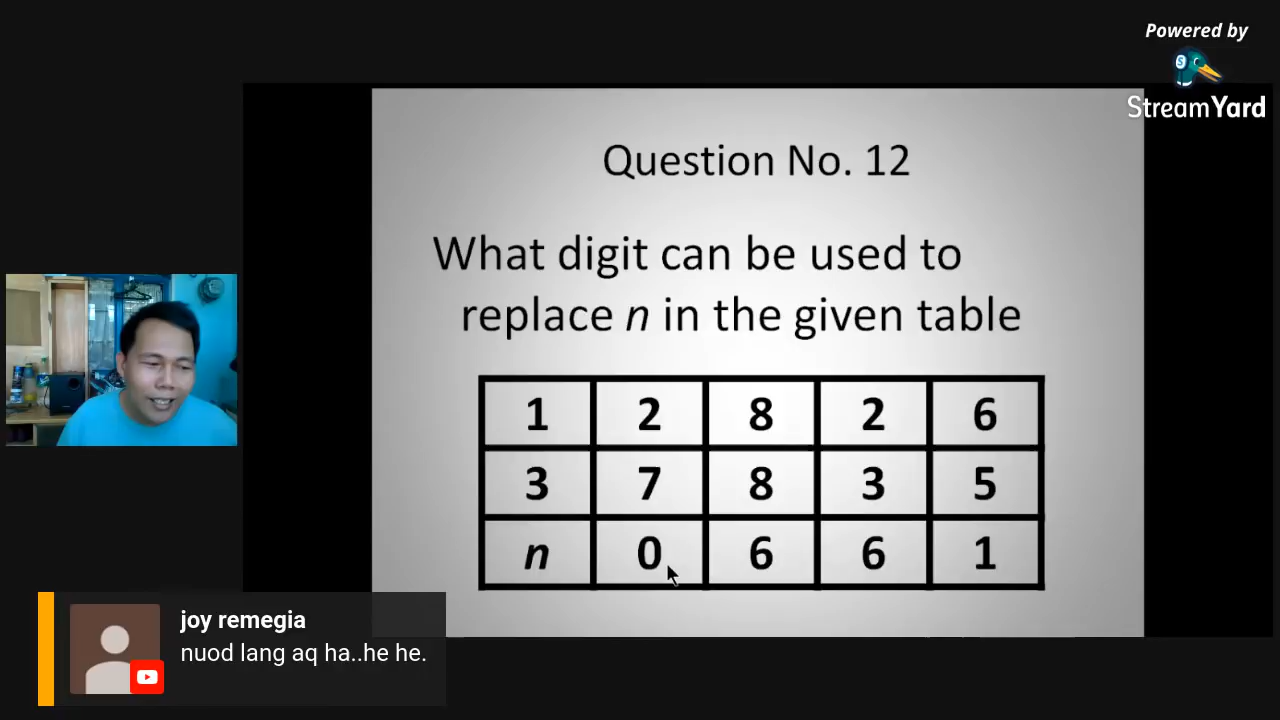 Powered by
StreamYard
Question No. 12
What digit can be used to
replace n in the given table
1 2 8 2 6
3 7 8 3 5
n 0 6 6 1
joy remegia
nuod lang aq ha..he he.